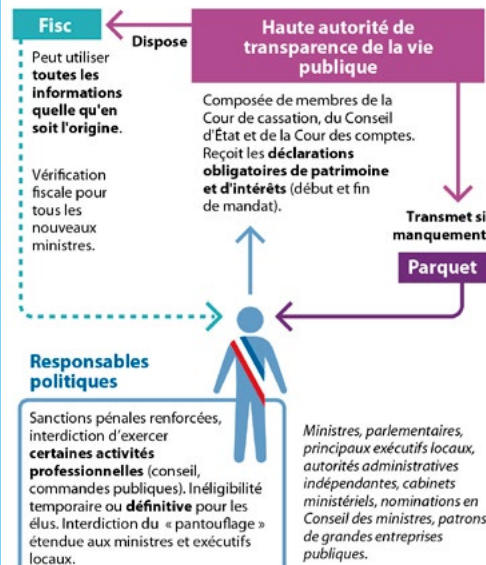 Fisc
Dispose
Haute autorité de
transparence de la vie
publique
Peut utiliser
toutes les
informations
quelle qu'en
soit l'origine.
Vérification
fiscale pour
tous les
nouveaux
ministres.
Composée de membres de la
Cour de cassation, du Conseil
d'État et de la Cour des comptes.
Reçoit les déclarations
obligatoires de patrimoine
et d'intérêts (début et fin
de mandat).
Transmet si
manquement
Parquet
Responsables
politiques
Sanctions pénales renforcées,
interdiction d'exercer
certaines activités
professionnelles (conseil,
commandes publiques). Inéligibilité
temporaire ou définitive pour les
élus. Interdiction du « pantouflage »
étendue aux ministres et exécutifs
locaux.
Ministres, parlementaires,
principaux exécutifs locaux,
autorités administratives
indépendantes, cabinets
ministériels, nominations en
Conseil des ministres, patrons
de grandes entreprises
publiques.